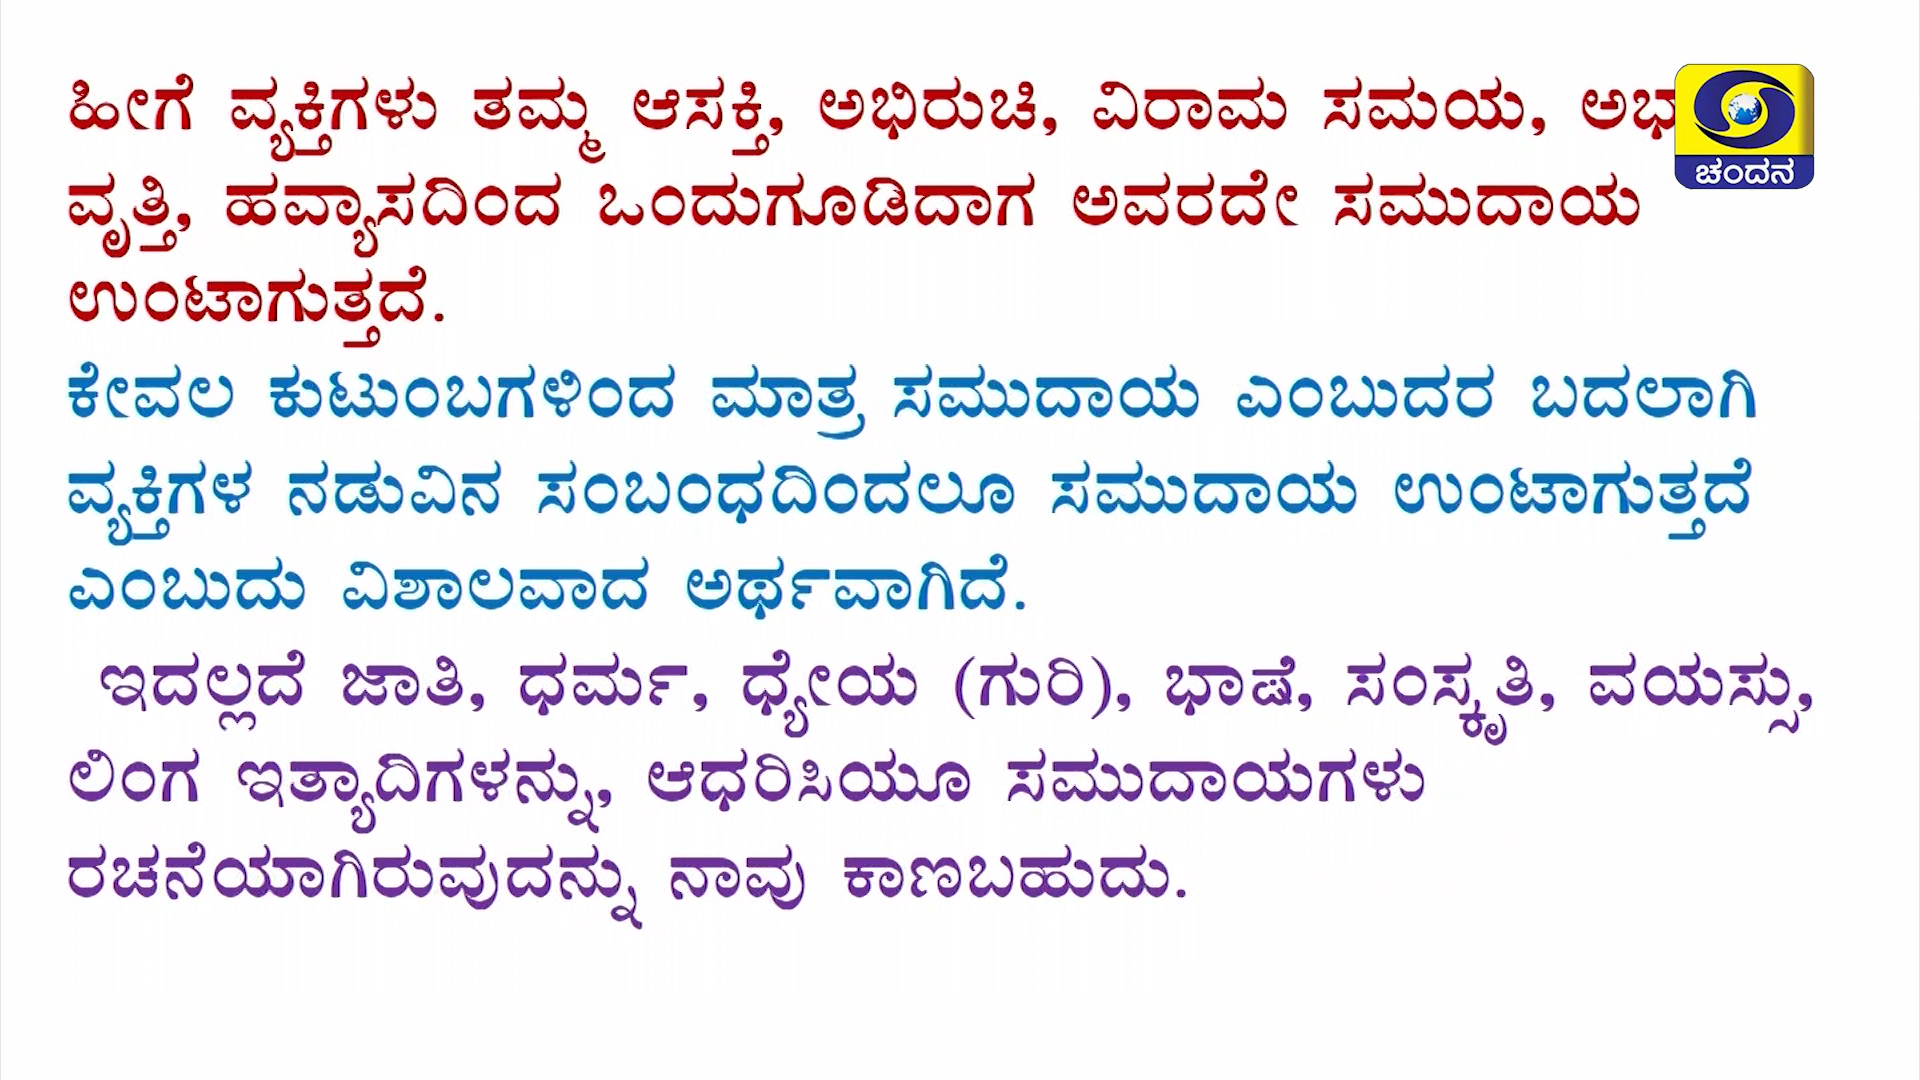 ಹೀಗೆ ವ್ಯಕ್ತಿಗಳು ತಮ್ಮ ಆಸಕ್ತಿ, ಅಭಿರುಚಿ, ವಿರಾಮ ಸಮಯ,
ಚಂದನ
ವೃತ್ತಿ, ಹವ್ಯಾಸದಿಂದ ಒಂದುಗೂಡಿದಾಗ ಅವರದೇ ಸಮುದಾಯ
ಉಂಟಾಗುತ್ತದೆ.
ಕೇವಲ ಕುಟುಂಬಗಳಿಂದ ಮಾತ್ರ ಸಮುದಾಯ ಎಂಬುದರ ಬದಲಾಗಿ
ವ್ಯಕ್ತಿಗಳ ನಡುವಿನ ಸಂಬಂಧದಿಂದಲೂ ಸಮುದಾಯ ಉಂಟಾಗುತ್ತದೆ
ಎಂಬುದು ವಿಶಾಲವಾದ ಅರ್ಥವಾಗಿದೆ.
ಇದಲ್ಲದೆ ಜಾತಿ, ಧರ್ಮ, ಧ್ಯೇಯ (ಗುರಿ), ಭಾಷೆ, ಸಂಸ್ಕೃತಿ, ವಯಸ್ಸು,
ಲಿಂಗ ಇತ್ಯಾದಿಗಳನ್ನು, ಆಧರಿಸಿಯೂ ಸಮುದಾಯಗಳು
ರಚನೆಯಾಗಿರುವುದನ್ನು ನಾವು ಕಾಣಬಹುದು.